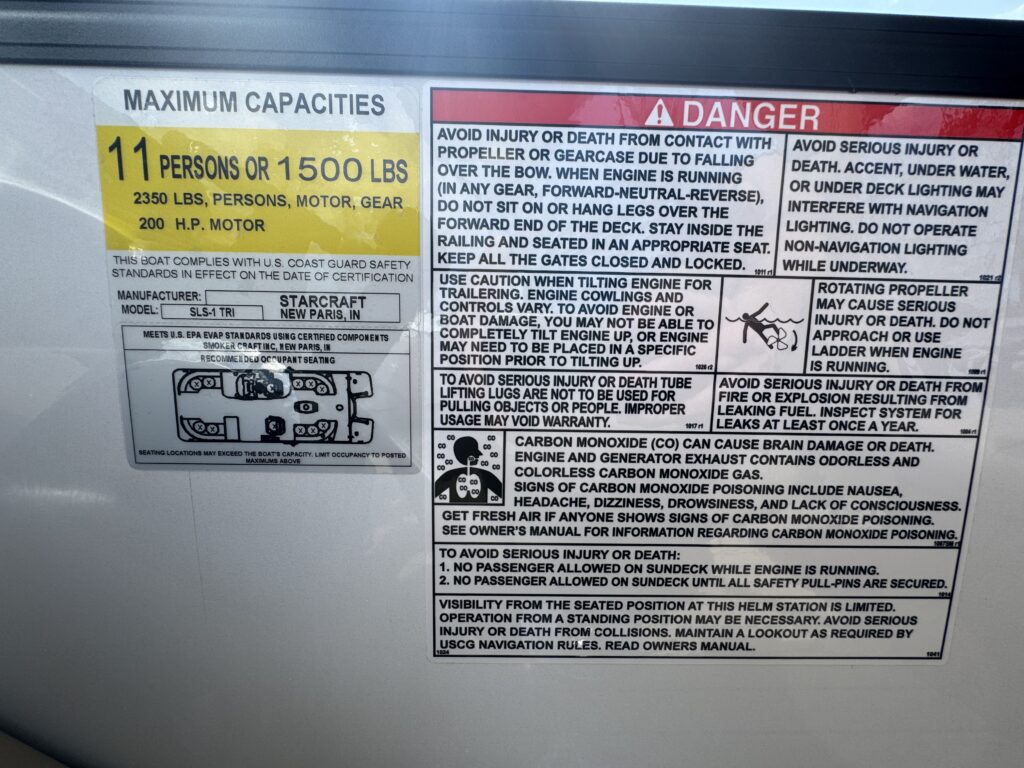 MAXIMUM CAPACITIES
11 PERSONS OR 1500 LBS
2350 LBS, PERSONS, MOTOR, GEAR
200 H.P. MOTOR
THIS BOAT COMPLIES WITH U.S. COAST GUARD SAFETY
STANDARDS IN EFFECT ON THE DATE OF CERTIFICATION
MANUFACTURER: STARCRAFT
MODEL: SLS-1 TRI NEW PARIS, IN
MEETS U.S. EPA EVAP STANDARDS USING CERTIFIED COMPONENTS
SMOKER CRAFT INC, NEW PARIS, IN
RECOMMENDED OCCUPANT SEATING
SEATING LOCATIONS MAY EXCEED THE BOAT'S CAPACITY. LIMIT OCCUPANCY TO POSTED
MAXIMUMS ABOVE
DANGER
AVOID INJURY OR DEATH FROM CONTACT WITH
PROPELLER OR GEARCASE DUE TO FALLING
OVER THE BOW. WHEN ENGINE IS RUNNING
(IN ANY GEAR, FORWARD-NEUTRAL-REVERSE),
DO NOT SIT ON OR HANG LEGS OVER THE
FORWARD END OF THE DECK. STAY INSIDE THE
RAILING AND SEATED IN AN APPROPRIATE SEAT.
KEEP ALL THE GATES CLOSED AND LOCKED.
1011 r1
AVOID SERIOUS INJURY OR
DEATH. ACCENT, UNDER WATER,
OR UNDER DECK LIGHTING MAY
INTERFERE WITH NAVIGATION
LIGHTING. DO NOT OPERATE
NON-NAVIGATION LIGHTING
WHILE UNDERWAY.
1021 r2
USE CAUTION WHEN TILTING ENGINE FOR
TRAILERING. ENGINE COWLINGS AND
CONTROLS VARY. TO AVOID ENGINE OR
BOAT DAMAGE, YOU MAY NOT BE ABLE TO
COMPLETELY TILT ENGINE UP, OR ENGINE
MAY NEED TO BE PLACED IN A SPECIFIC
POSITION PRIOR TO TILTING UP.
1028 r2
ROTATING PROPELLER
MAY CAUSE SERIOUS
INJURY OR DEATH. DO NOT
APPROACH OR USE
LADDER WHEN ENGINE
IS RUNNING.
TO AVOID SERIOUS INJURY OR DEATH TUBE
LIFTING LUGS ARE NOT TO BE USED FOR
PULLING OBJECTS OR PEOPLE. IMPROPER
USAGE MAY VOID WARRANTY.
1017 r1
AVOID SERIOUS INJURY OR DEATH FROM
FIRE OR EXPLOSION RESULTING FROM
LEAKING FUEL. INSPECT SYSTEM FOR
LEAKS AT LEAST ONCE A YEAR.
CARBON MONOXIDE (CO) CAN CAUSE BRAIN DAMAGE OR DEATH.
ENGINE AND GENERATOR EXHAUST CONTAINS ODORLESS AND
COLORLESS CARBON MONOXIDE GAS.
SIGNS OF CARBON MONOXIDE POISONING INCLUDE NAUSEA,
HEADACHE, DIZZINESS, DROWSINESS, AND LACK OF CONSCIOUSNESS.
GET FRESH AIR IF ANYONE SHOWS SIGNS OF CARBON MONOXIDE POISONING.
SEE OWNER'S MANUAL FOR INFORMATION REGARDING CARBON MONOXIDE POISONING.
TO AVOID SERIOUS INJURY OR DEATH:
1. NO PASSENGER ALLOWED ON SUNDECK WHILE ENGINE IS RUNNING.
2. NO PASSENGER ALLOWED ON SUNDECK UNTIL ALL SAFETY PULL-PINS ARE SECURED.
1014
VISIBILITY FROM THE SEATED POSITION AT THIS HELM STATION IS LIMITED.
OPERATION FROM A STANDING POSITION MAY BE NECESSARY. AVOID SERIOUS
INJURY OR DEATH FROM COLLISIONS. MAINTAIN A LOOKOUT AS REQUIRED BY
USCG NAVIGATION RULES. READ OWNERS MANUAL.
1034 1041